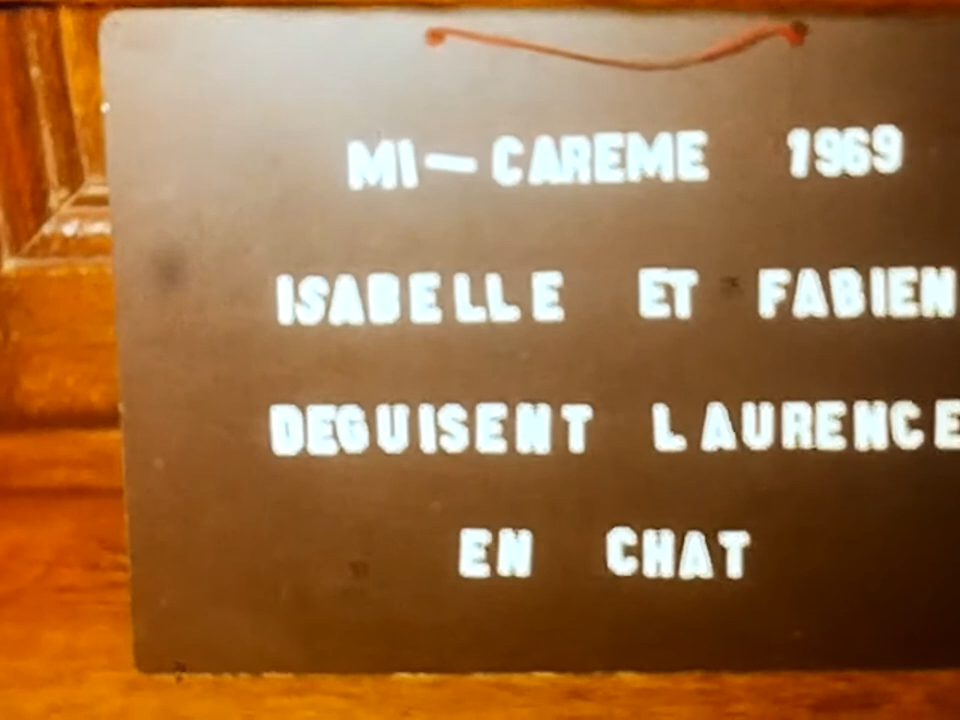 MI-CAREME 1969
ISABELLE ET FABIEN
DEGUISENT LAURENCE
EN CHAT